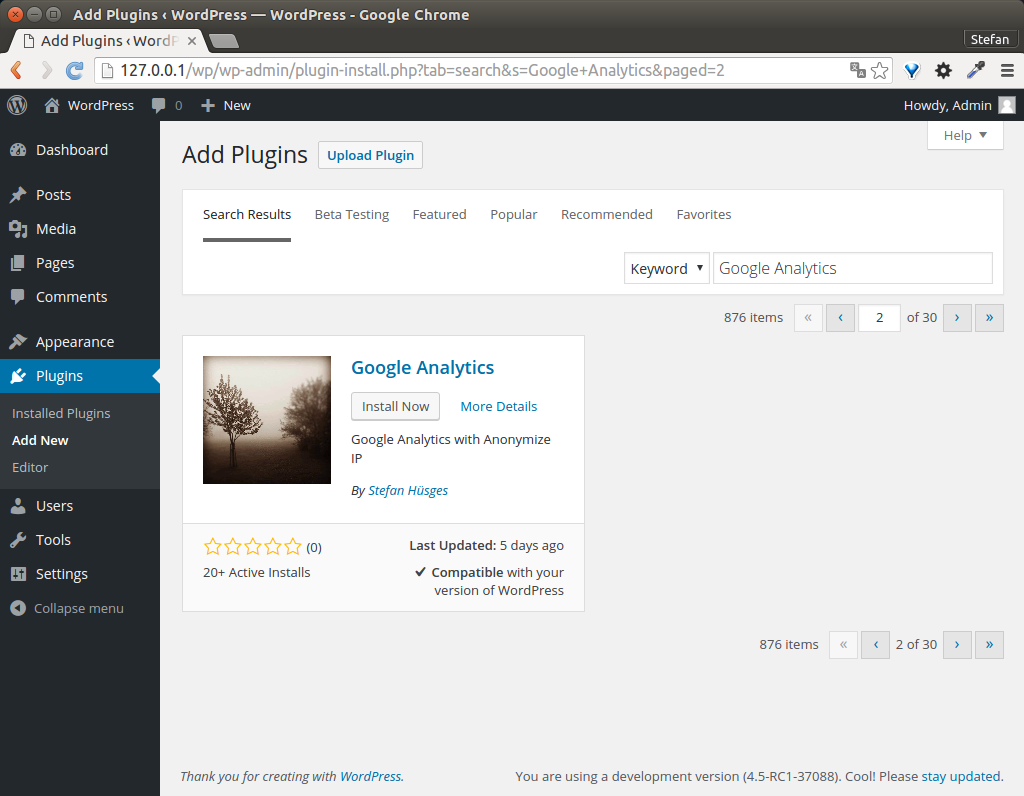 Add Plugins ‹ WordPress — WordPress - Google Chrome
Add Plugins ‹ WordP
Stefan
127.0.0.1/wp/wp-admin/plugin-install.php?tab=search&s=Google+Analytics&paged=2
WordPress 0 New Howdy, Admin
Help ▼
Dashboard
Posts
Media
Pages
Comments
Appearance
Plugins
Installed Plugins
Add New
Editor
Users
Tools
Settings
Collapse menu
Add Plugins Upload Plugin
Search Results Beta Testing Featured Popular Recommended Favorites
Keyword ▼ Google Analytics
876 items « ‹ 2 of 30 › »
Google Analytics
Install Now More Details
Google Analytics with Anonymize
IP
By Stefan Hüsges
(0) Last Updated: 5 days ago
20+ Active Installs ✔ Compatible with your
version of WordPress
876 items « ‹ 2 of 30 › »
Thank you for creating with WordPress. You are using a development version (4.5-RC1-37088). Cool! Please stay updated.